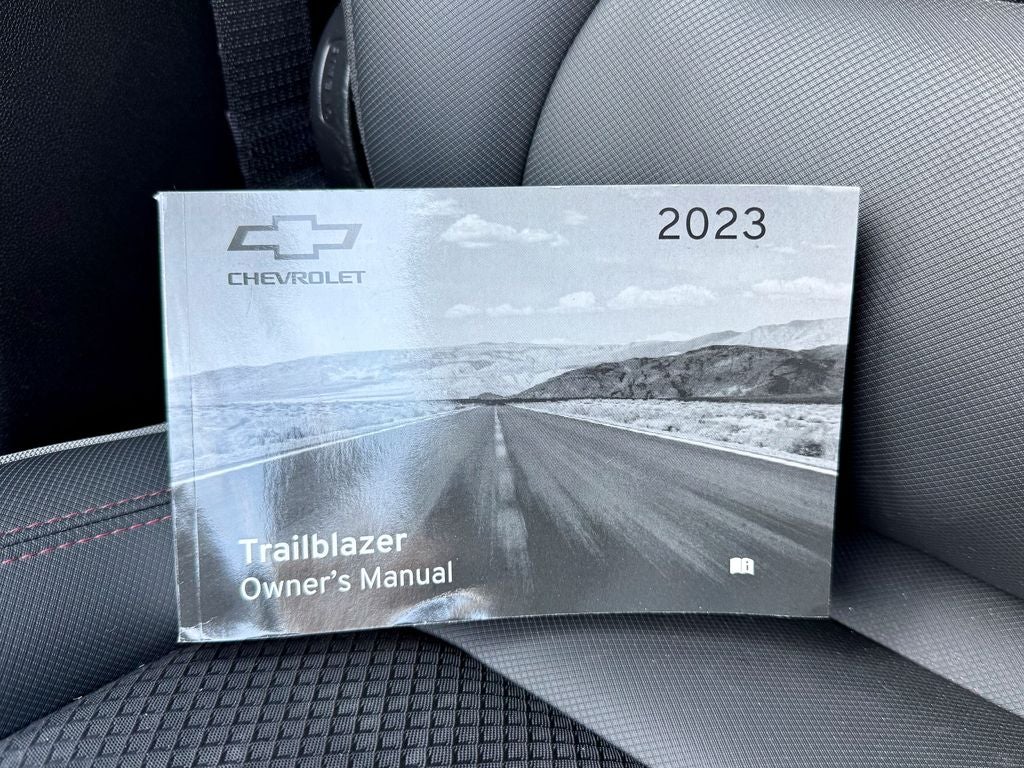 CHEVROLET
2023
Trailblazer
Owner's Manual